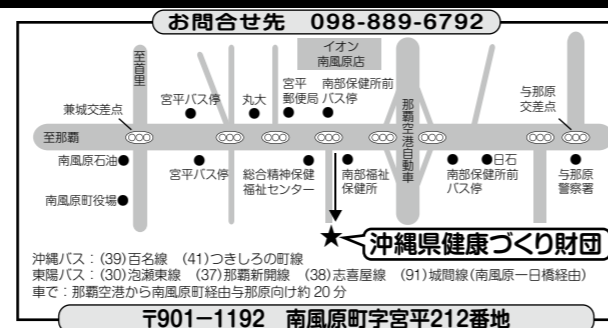 お問合せ先 098-889-6792
イオン
南風原店
至首里
兼城交差点
宮平バス停
丸大
宮平
郵便局
南部保健所前
バス停
那覇空港自動車
与那原
交差点
至那覇
南風原石油
宮平バス停
総合精神保健
福祉センター
南部福祉
保健所
日石
南部保健所前
バス停
与那原
警察署
南風原町役場
沖縄県健康づくり財団
沖縄バス：(39)百名線 (41)つきしろの町線
東陽バス：(30)泡瀬東線 (37)那覇新開線 (38)志喜屋線 (91)城間線(南風原一日橋経由)
車で：那覇空港から南風原町経由与那原向け約20分
〒901−1192 南風原町字宮平212番地